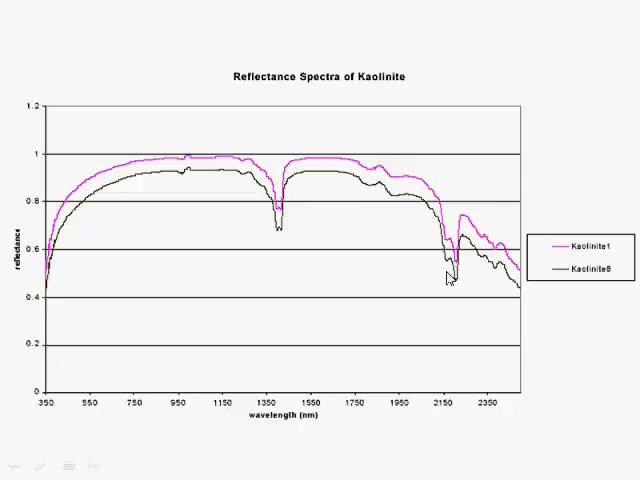 Reflectance Spectra of Kaolinite
1.2
1
0.8
0.6
0.4
0.2
0
reflectance
350 550 750 950 1150 1350 1550 1750 1950 2150 2350
wavelength (nm)
Kaolinite1
Kaolinite8